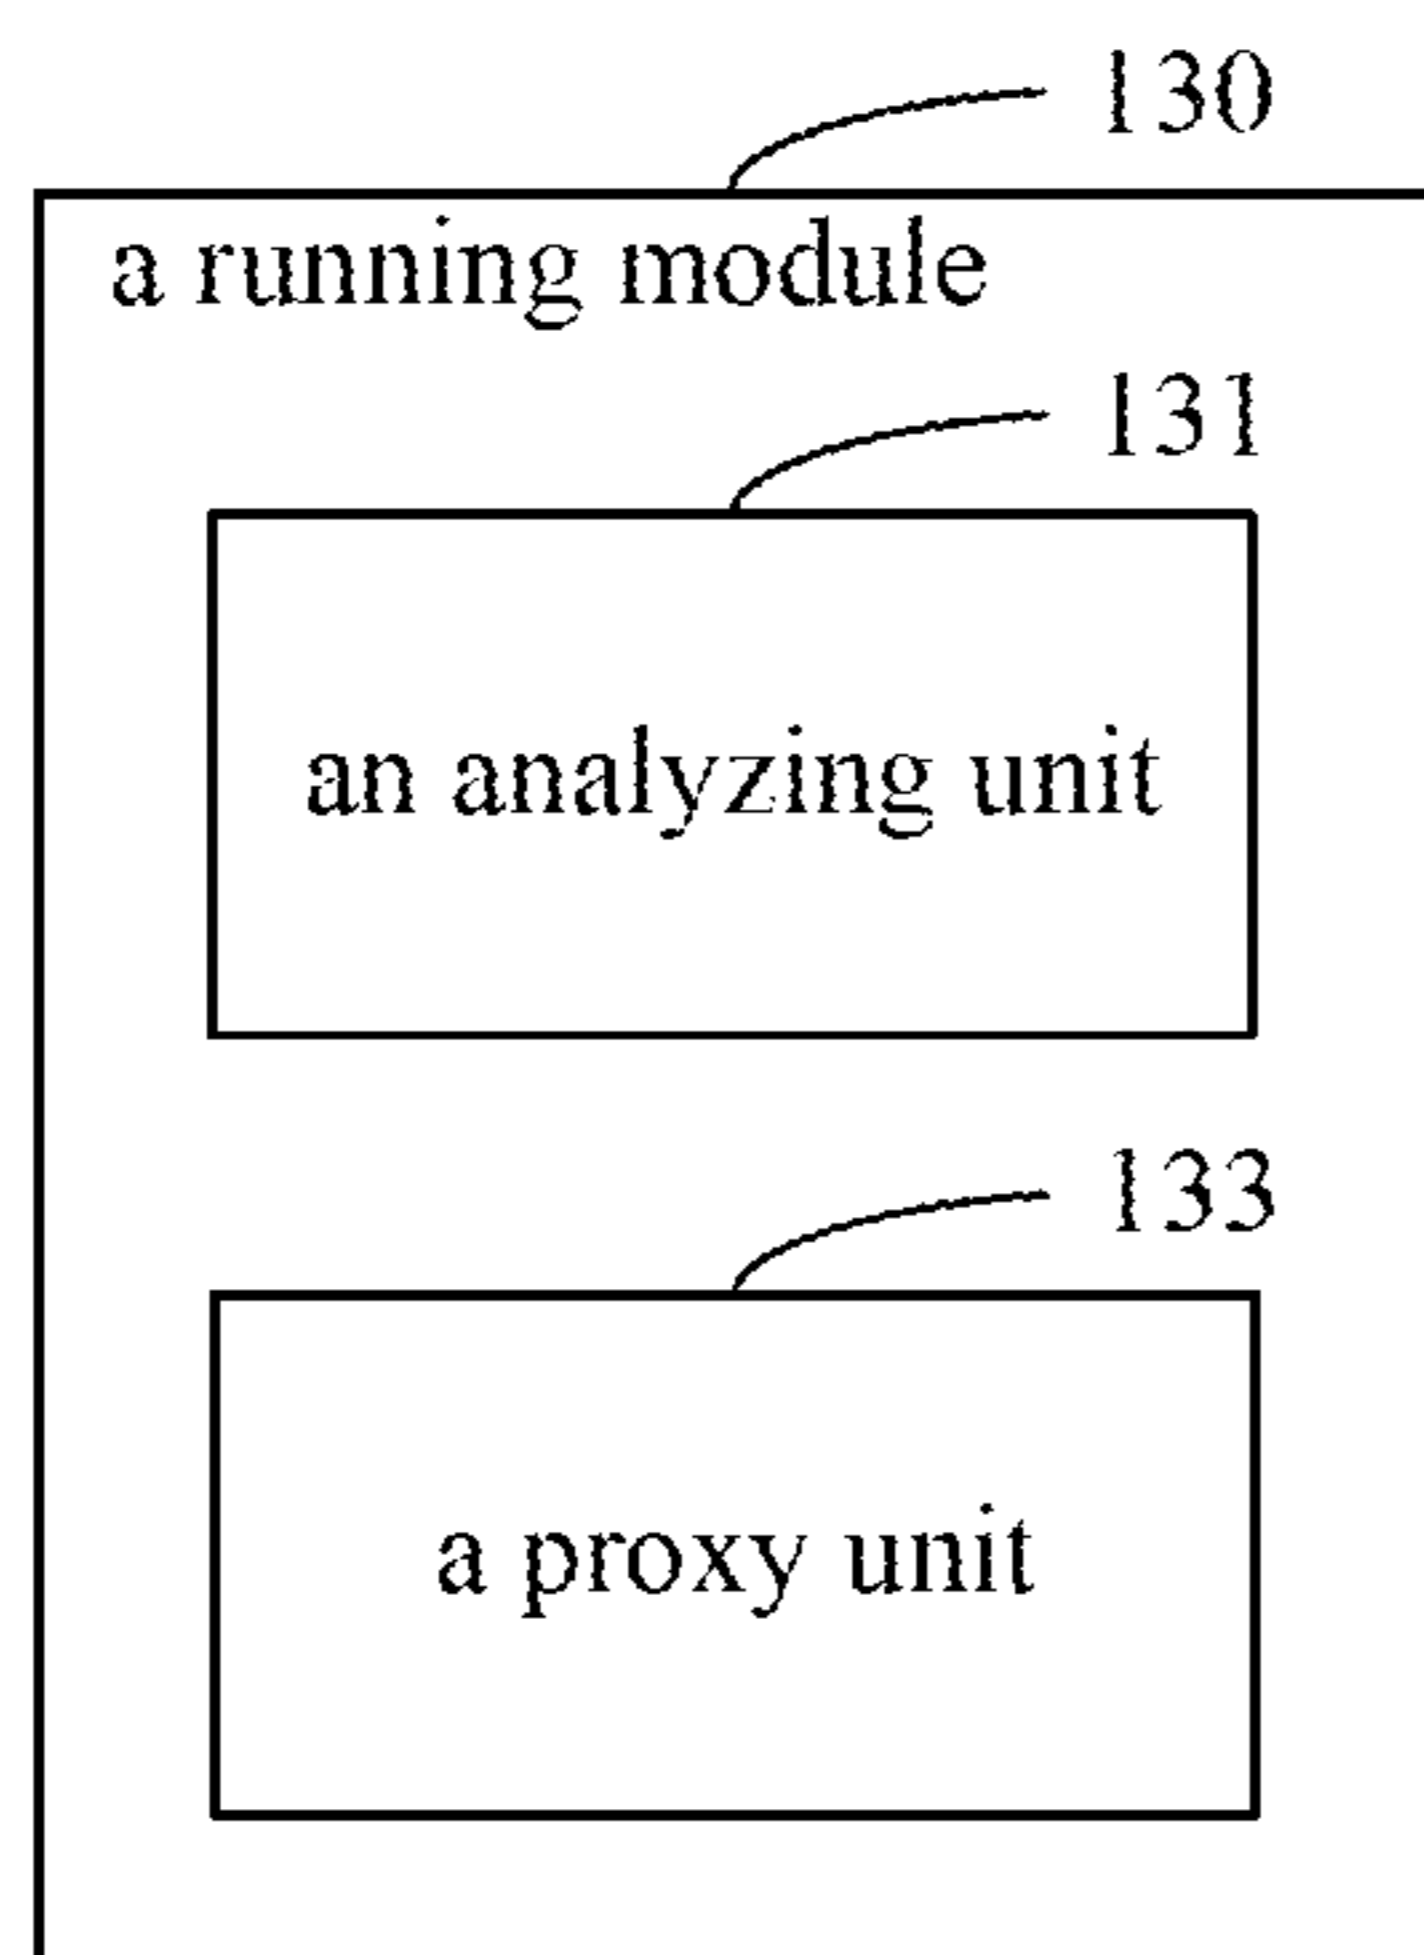 130
a running module
131
an analyzing unit
133
a proxy unit